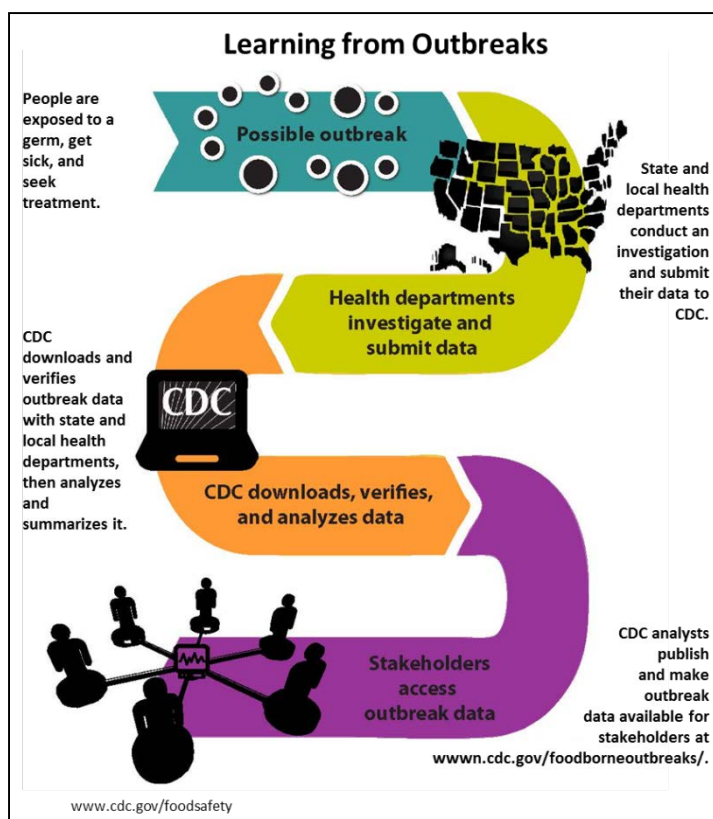 Learning from Outbreaks
People are
exposed to a
germ, get
sick, and
seek
treatment.
Possible outbreak
State and
local health
departments
conduct an
investigation
and submit
their data to
CDC.
Health departments
investigate and
submit data
CDC
downloads and
verifies
outbreak data
with state and
local health
departments,
then analyzes
and
summarizes it.
CDC
CDC downloads, verifies,
and analyzes data
Stakeholders
access
outbreak data
CDC analysts
publish
and make
outbreak
data available for
stakeholders at
wwwn.cdc.gov/foodborneoutbreaks/.
www.cdc.gov/foodsafety